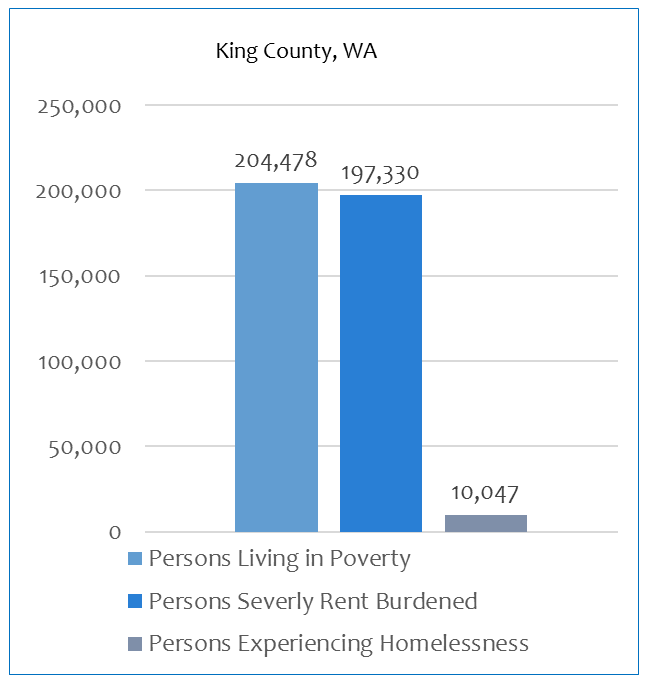 King County, WA
250,000
204,478
197,330
200,000
150,000
100,000
50,000
10,047
0
Persons Living in Poverty
Persons Severly Rent Burdened
Persons Experiencing Homelessness